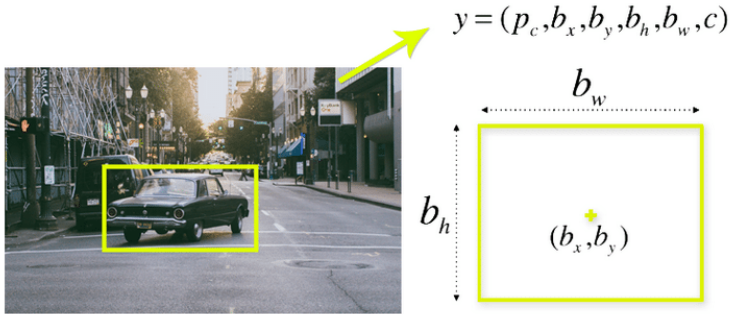 y = (p_c, b_x, b_y, b_h, b_w, c)
b_w
b_h
(b_x, b_y)